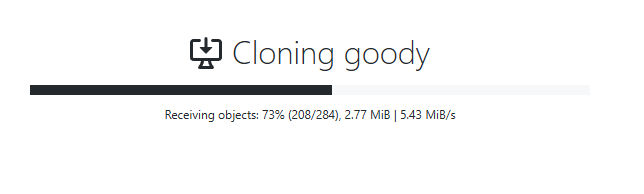 Cloning goody
Receiving objects: 73% (208/284), 2.77 MiB | 5.43 MiB/s